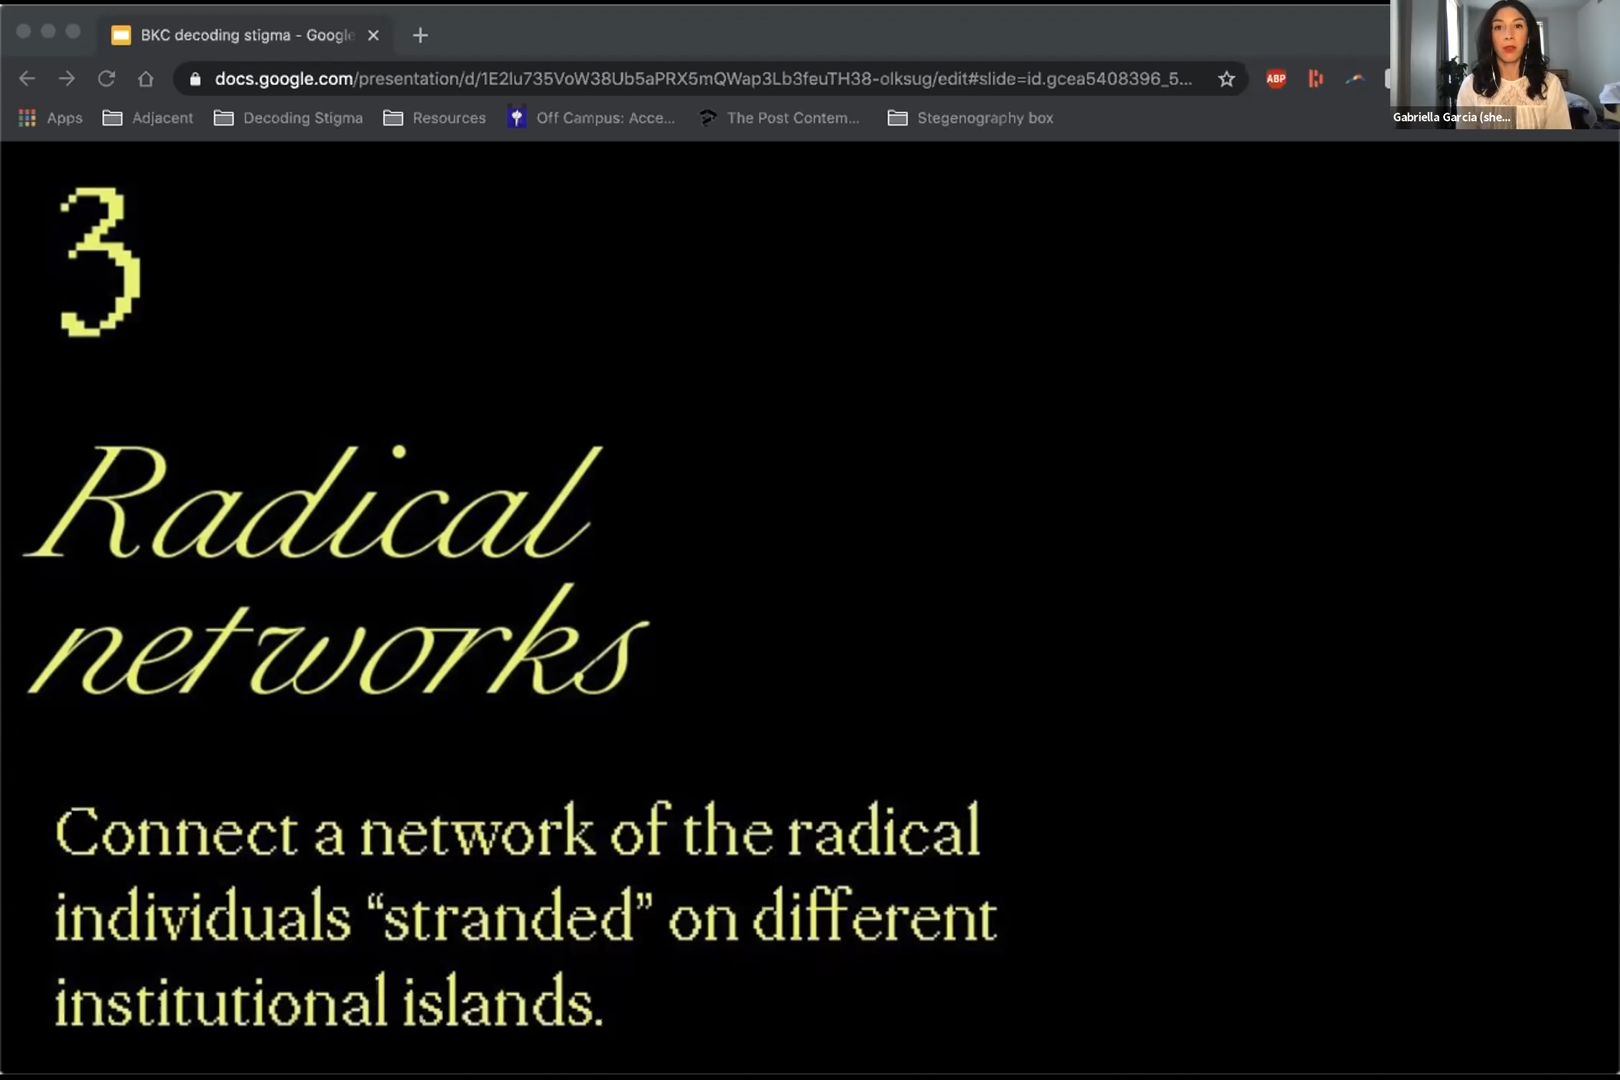 BKC decoding stigma - Google
docs.google.com/presentation/d/1E2lu735VoW38Ub5aPRX5mQWap3Lb3feuTH38-olksug/edit#slide=id.gcea5408396_5...
ABP
Apps
Adjacent
Decoding Stigma
Resources
Off Campus: Acce...
The Post Contem...
Stegenography box
Gabriella Garcia (she...
3
Radical
networks
Connect a network of the radical
individuals “stranded” on different
institutional islands.